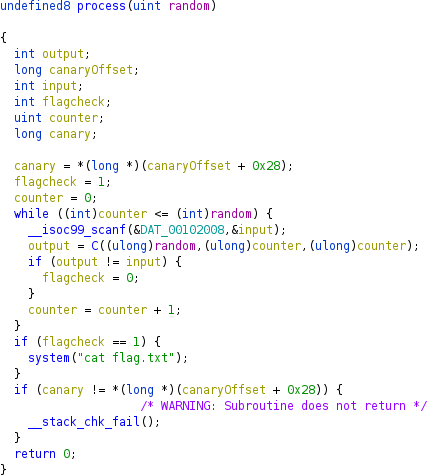 undefined8 process(uint random)
{
int output;
long canaryOffset;
int input;
int flagcheck;
uint counter;
long canary;
canary = *(long *)(canaryOffset + 0x28);
flagcheck = 1;
counter = 0;
while ((int)counter <= (int)random) {
__isoc99_scanf(&DAT_00102008,&input);
output = C((ulong)random,(ulong)counter,(ulong)counter);
if (output != input) {
flagcheck = 0;
}
counter = counter + 1;
}
if (flagcheck == 1) {
system("cat flag.txt");
}
if (canary != *(long *)(canaryOffset + 0x28)) {
/* WARNING: Subroutine does not return */
__stack_chk_fail();
}
return 0;
}